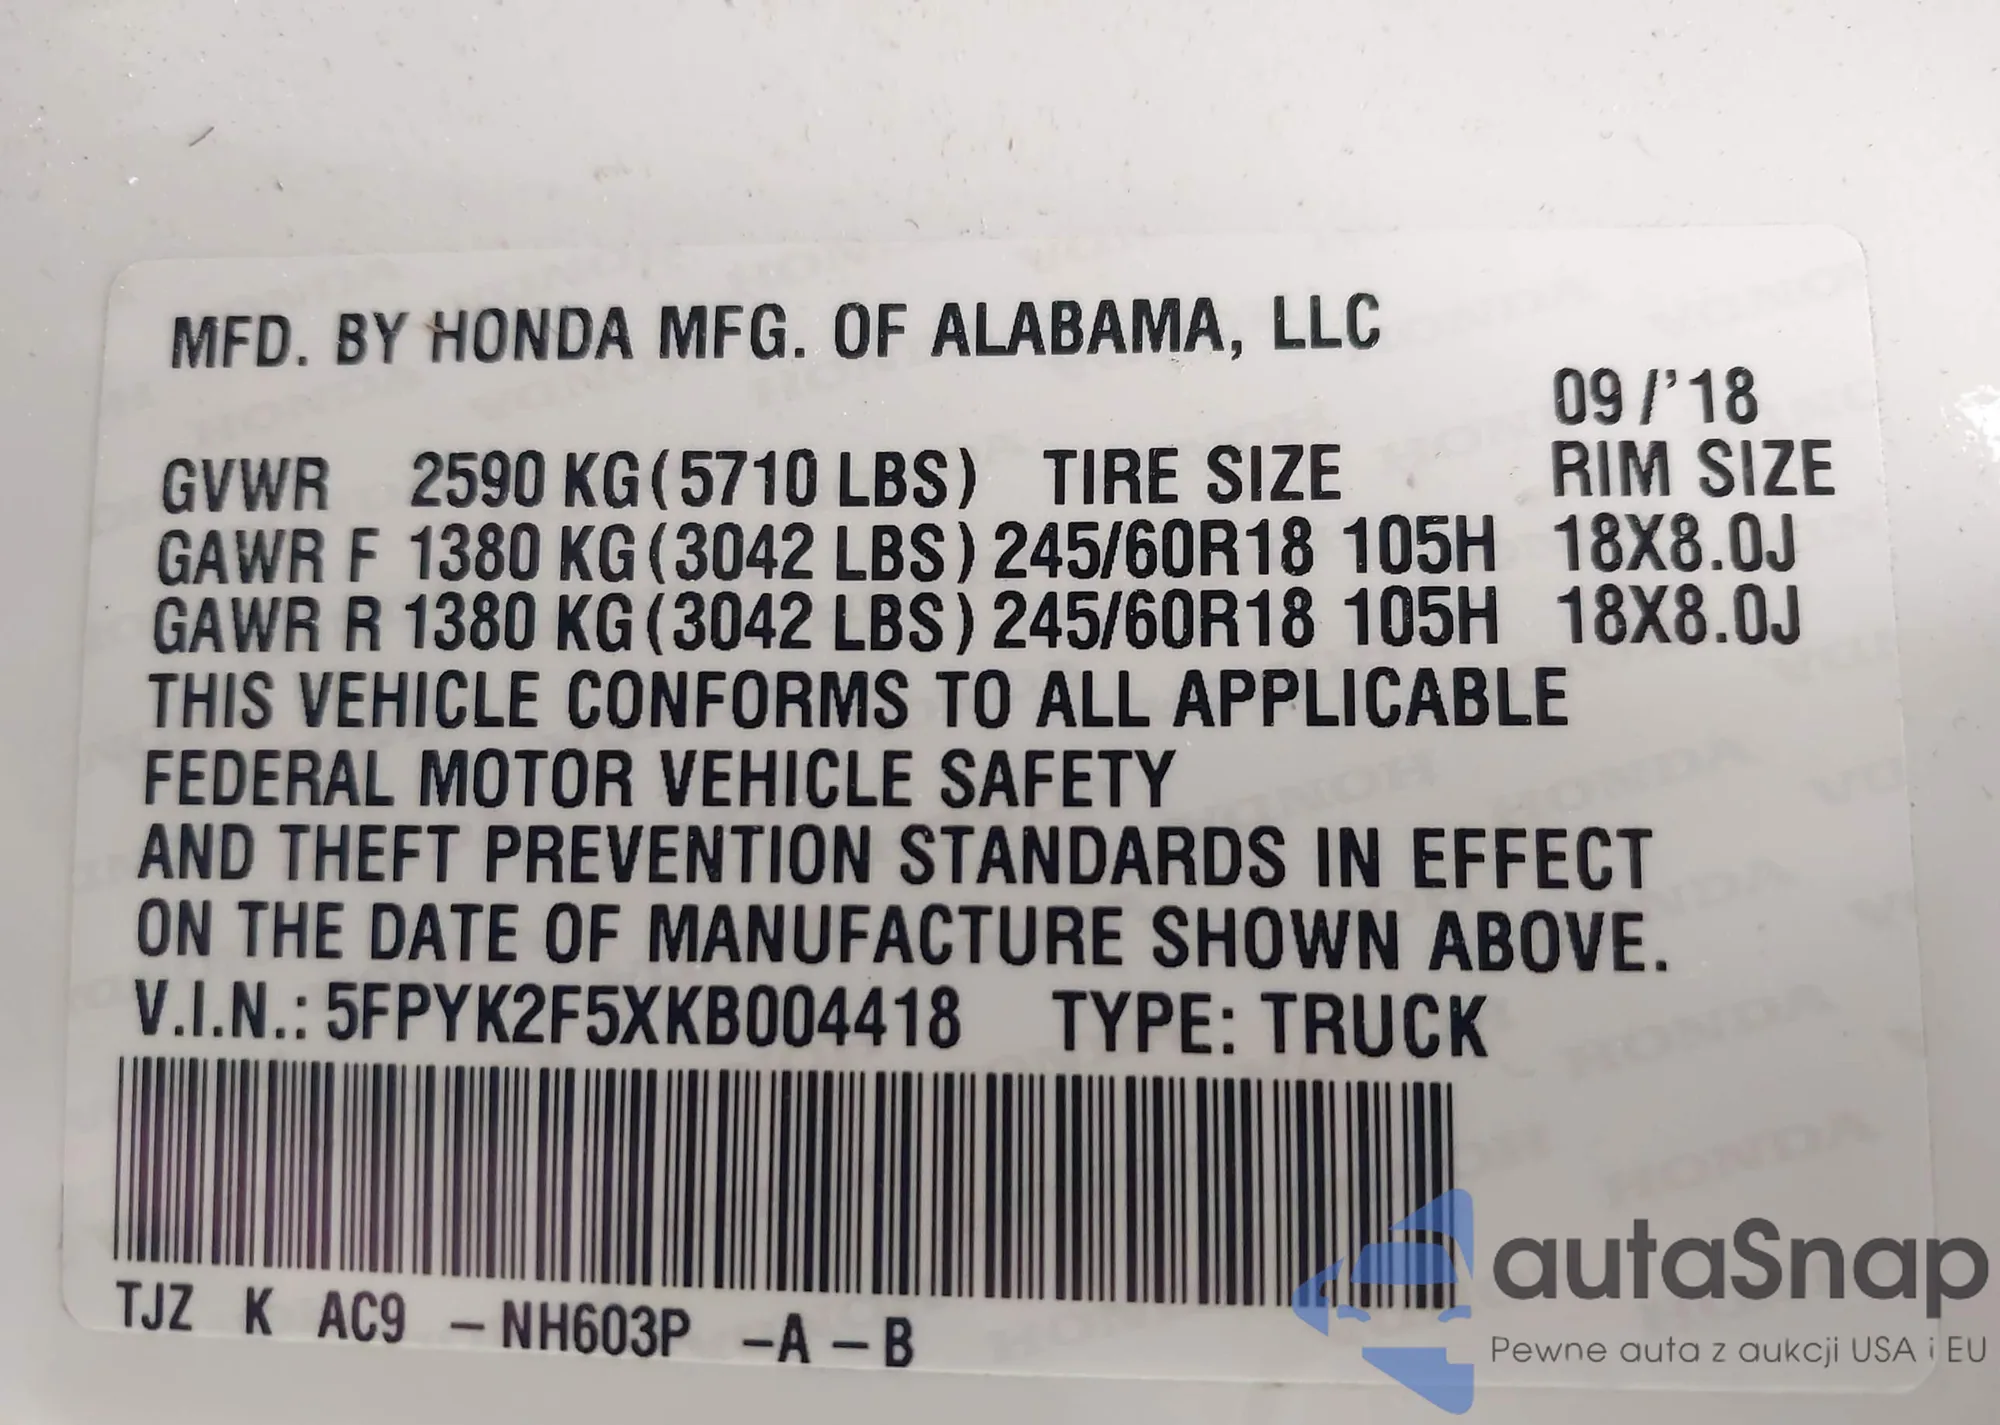 MFD. BY HONDA MFG. OF ALABAMA, LLC
09/'18
GVWR 2590 KG(5710 LBS) TIRE SIZE RIM SIZE
GAWR F 1380 KG(3042 LBS) 245/60R18 105H 18X8.0J
GAWR R 1380 KG(3042 LBS) 245/60R18 105H 18X8.0J
THIS VEHICLE CONFORMS TO ALL APPLICABLE
FEDERAL MOTOR VEHICLE SAFETY
AND THEFT PREVENTION STANDARDS IN EFFECT
ON THE DATE OF MANUFACTURE SHOWN ABOVE.
V.I.N.: 5FPYK2F5XKB004418 TYPE: TRUCK
TJZ K AC9 -NH603P -A-B
autaSnap
Pewne auta z aukcji USA i EU